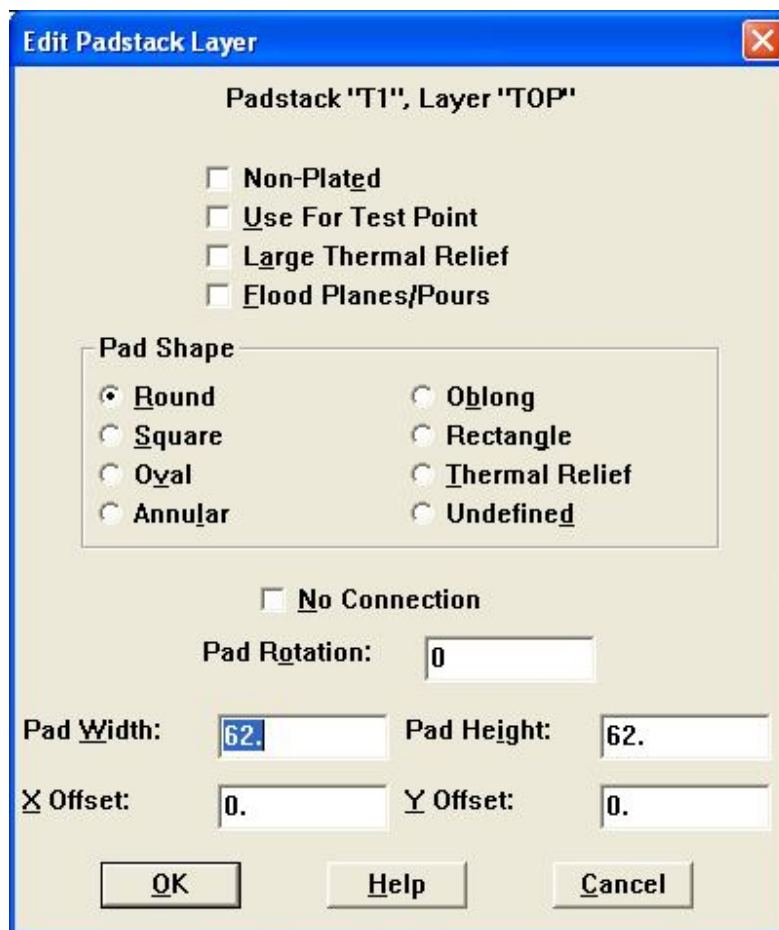 Edit Padstack Layer
Padstack "T1", Layer "TOP"
Non-Plated
Use For Test Point
Large Thermal Relief
Flood Planes/Pours
Pad Shape
Round Oblong
Square Rectangle
Oval Thermal Relief
Annular Undefined
No Connection
Pad Rotation: 0
Pad Width: 62. Pad Height: 62.
X Offset: 0. Y Offset: 0.
OK Help Cancel